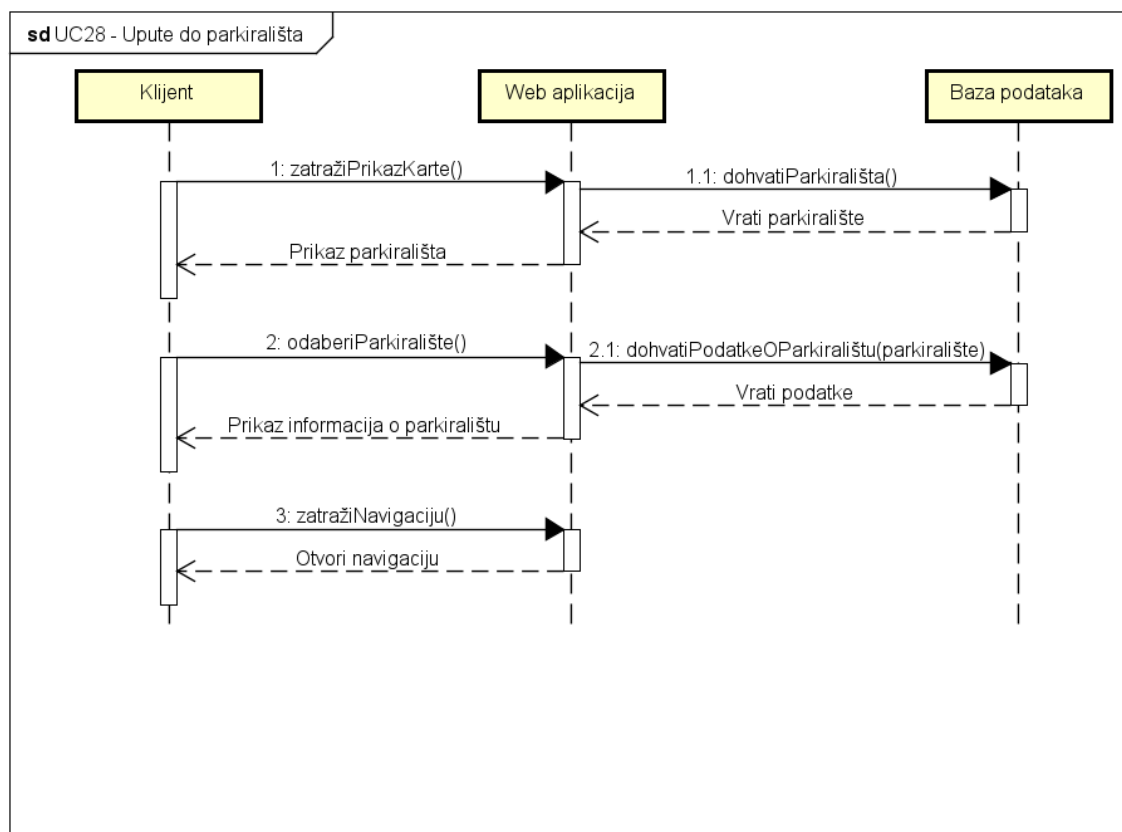 sd UC28 - Upute do parkirališta
Klijent
Web aplikacija
Baza podataka
1: zatražiPrikazKarte()
1.1: dohvatiParkirališta()
Vrati parkiralište
Prikaz parkirališta
2: odaberiParkiralište()
2.1: dohvatiPodatkeOParkiralištu(parkiralište)
Vrati podatke
Prikaz informacija o parkiralištu
3: zatražiNavigaciju()
Otvori navigaciju